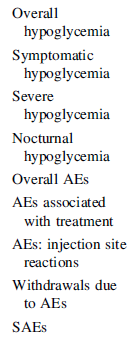 Overall
hypoglycemia
Symptomatic
hypoglycemia
Severe
hypoglycemia
Nocturnal
hypoglycemia
Overall AEs
AEs associated
with treatment
AEs: injection site
reactions
Withdrawals due
to AEs
SAEs